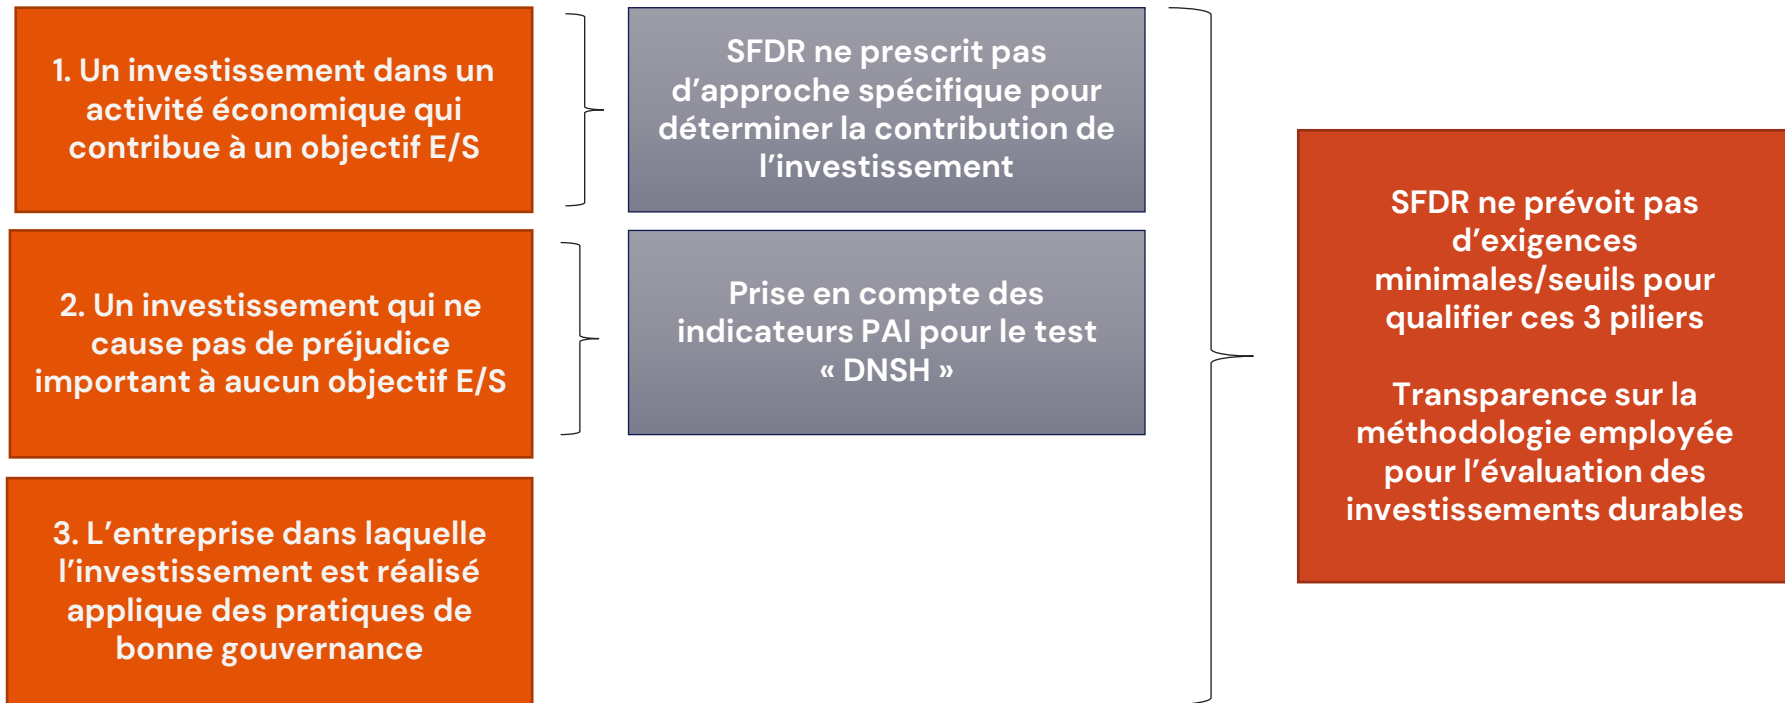 1. Un investissement dans un
activité économique qui
contribue à un objectif E/S
SFDR ne prescrit pas
d'approche spécifique pour
déterminer la contribution de
l'investissement
2. Un investissement qui ne
cause pas de préjudice
important à aucun objectif E/S
Prise en compte des
indicateurs PAI pour le test
« DNSH »
3. L'entreprise dans laquelle
l'investissement est réalisé
applique des pratiques de
bonne gouvernance
SFDR ne prévoit pas
d'exigences
minimales/seuils pour
qualifier ces 3 piliers
Transparence sur la
méthodologie employée
pour l'évaluation des
investissements durables